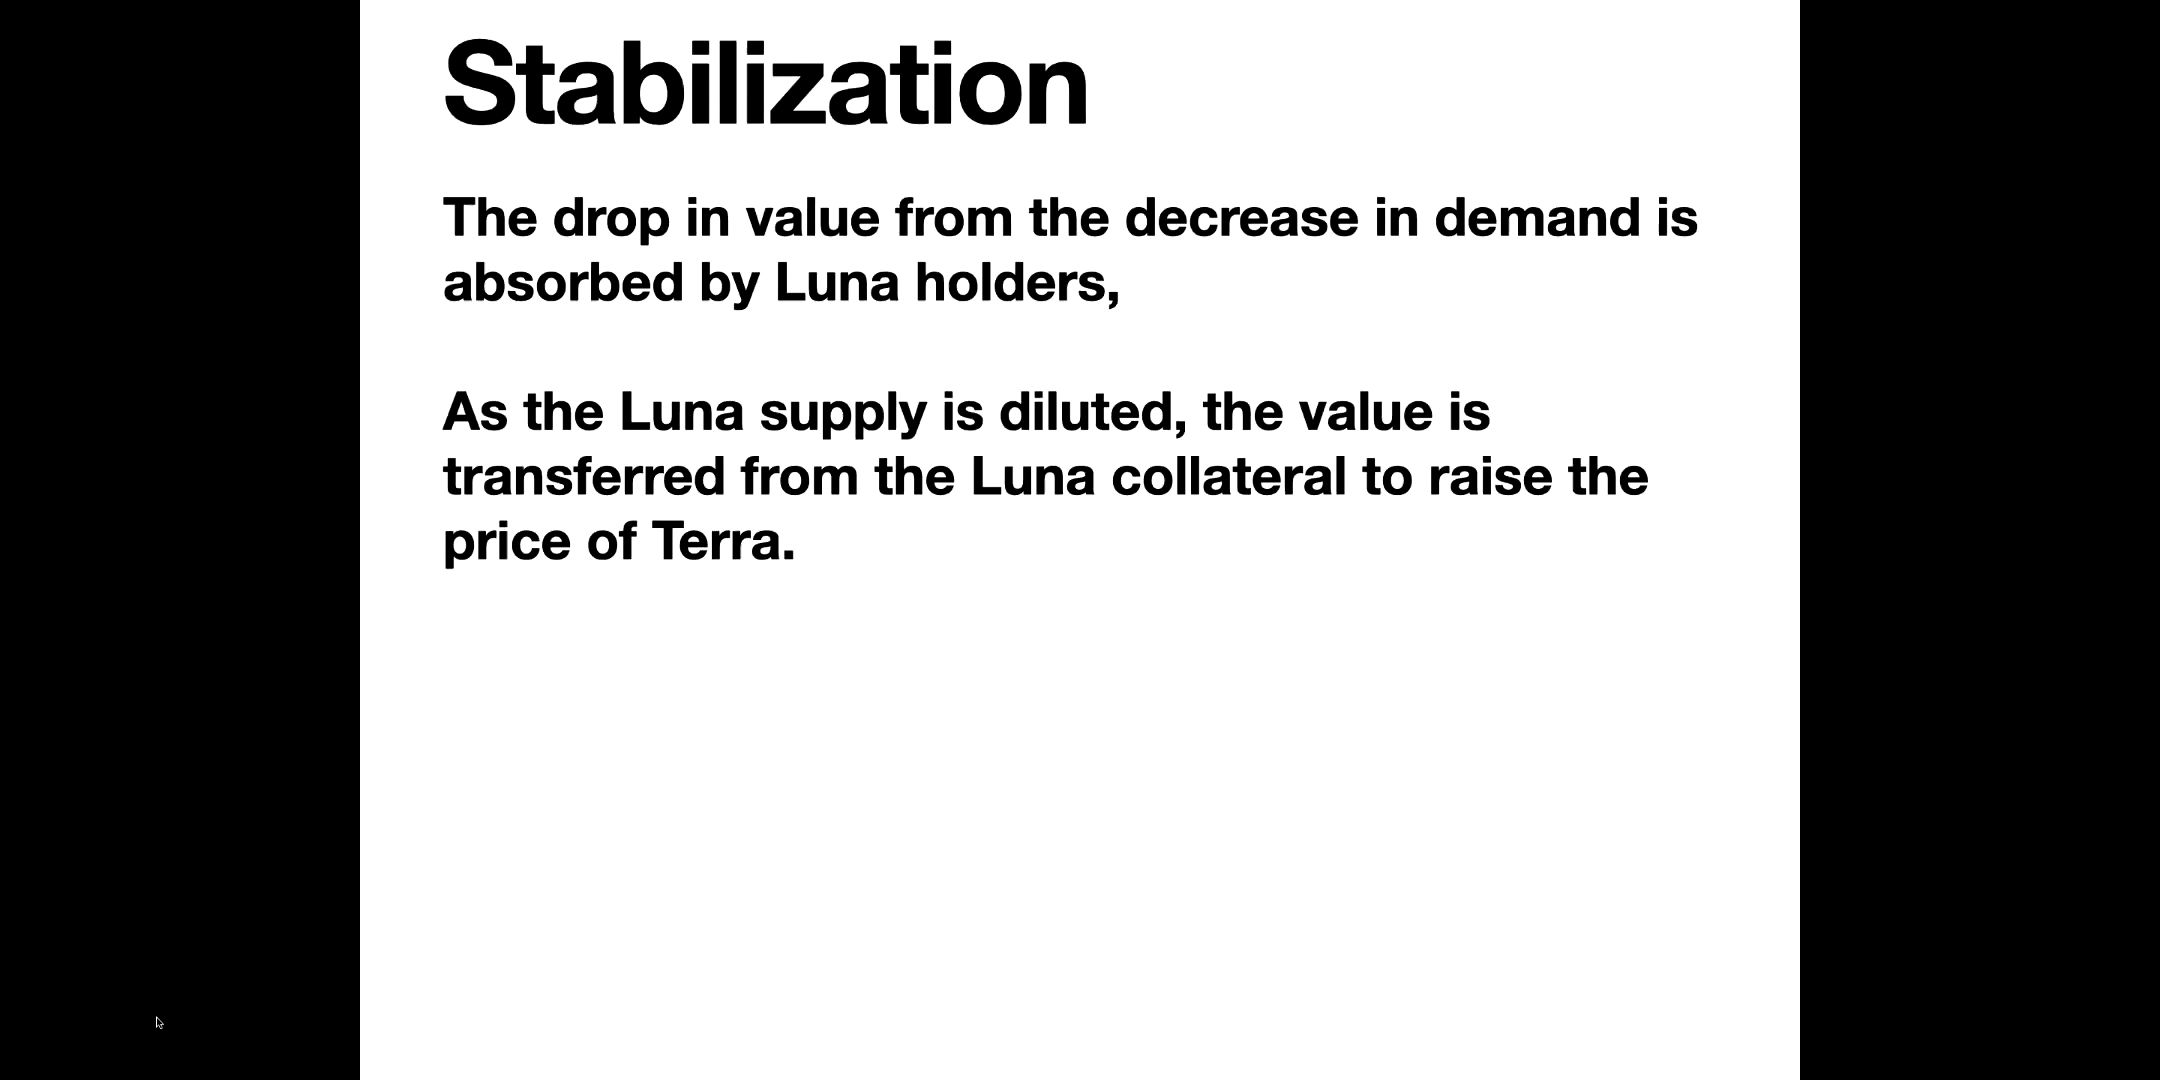 Stabilization
The drop in value from the decrease in demand is
absorbed by Luna holders,
As the Luna supply is diluted, the value is
transferred from the Luna collateral to raise the
price of Terra.